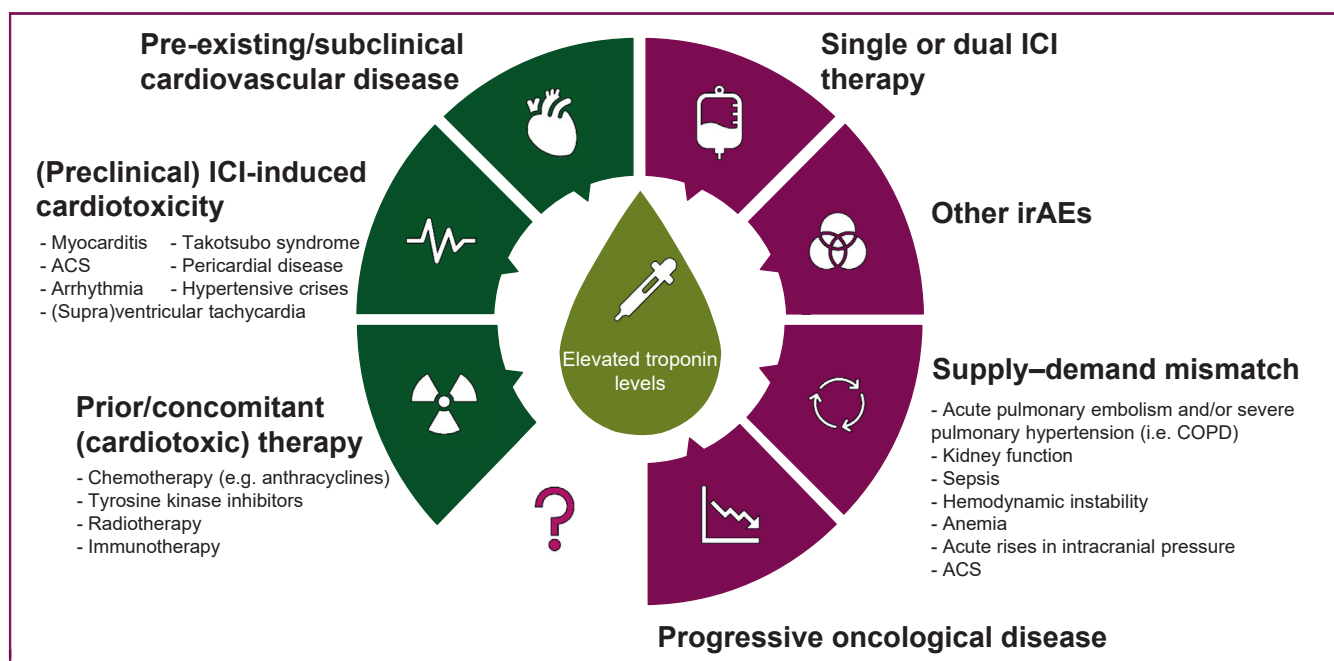 Pre-existing/subclinical
cardiovascular disease
Single or dual ICI
therapy
(Preclinical) ICI-induced
cardiotoxicity
- Myocarditis - Takotsubo syndrome
- ACS - Pericardial disease
- Arrhythmia - Hypertensive crises
- (Supra)ventricular tachycardia
Other irAEs
Elevated troponin
levels
Prior/concomitant
(cardiotoxic) therapy
- Chemotherapy (e.g. anthracyclines)
- Tyrosine kinase inhibitors
- Radiotherapy
- Immunotherapy
?
Supply–demand mismatch
- Acute pulmonary embolism and/or severe
pulmonary hypertension (i.e. COPD)
- Kidney function
- Sepsis
- Hemodynamic instability
- Anemia
- Acute rises in intracranial pressure
- ACS
Progressive oncological disease